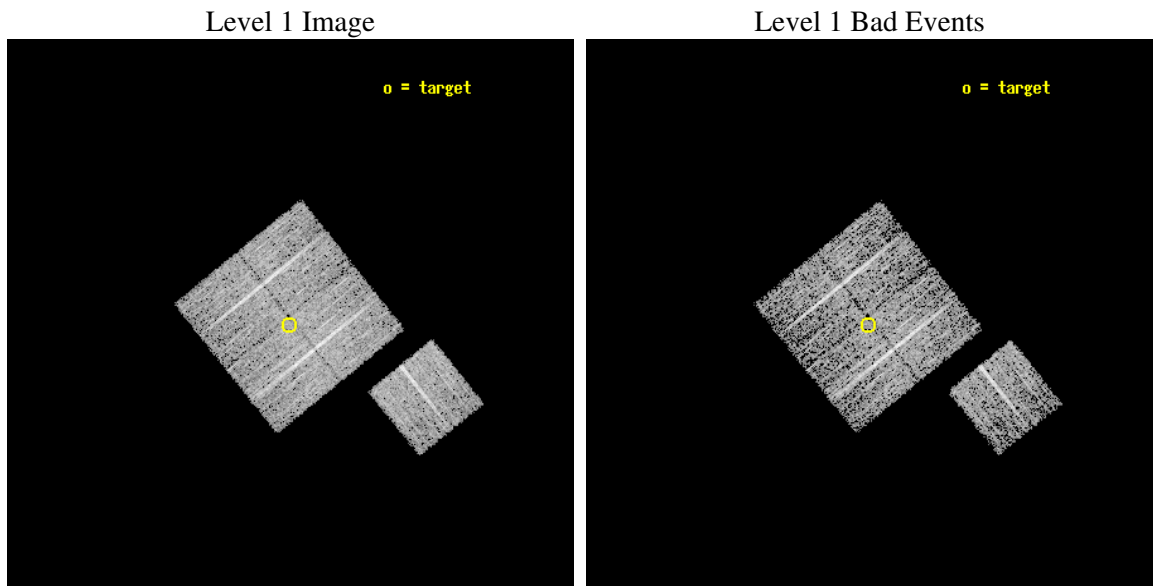 Level 1 Image
Level 1 Bad Events
o = target
o = target